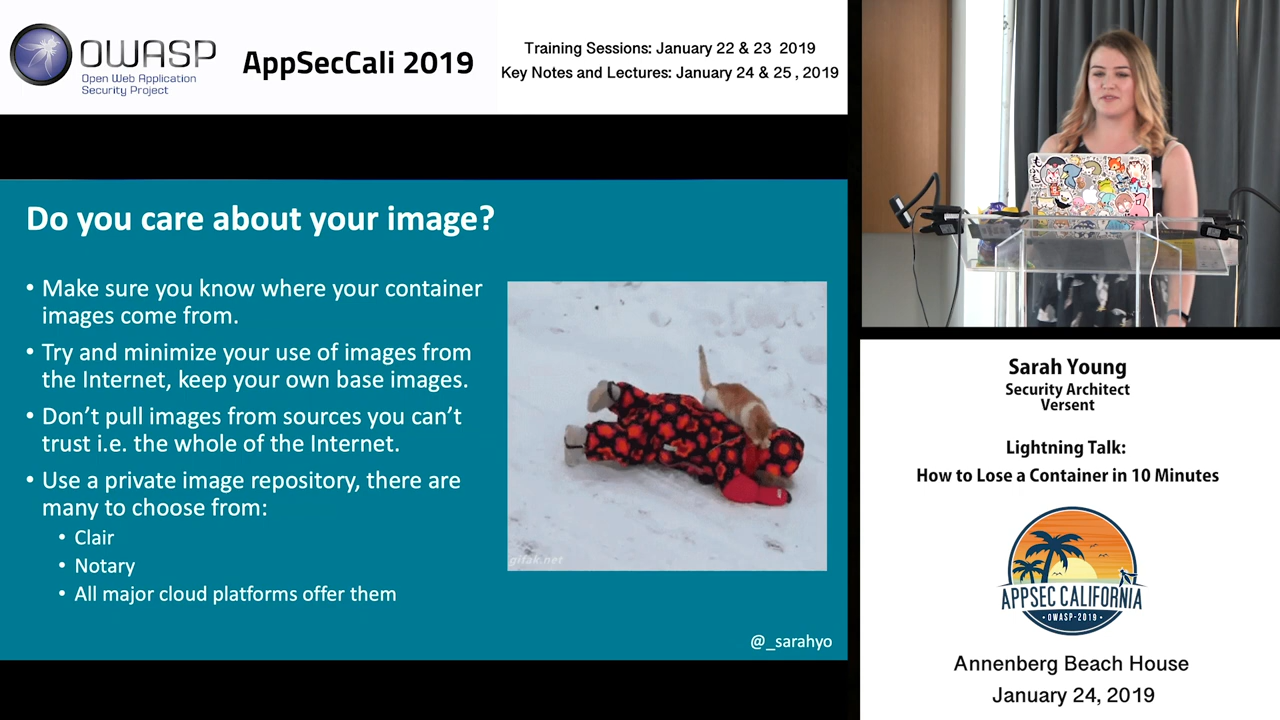 OWASP
Open Web Application
Security Project
AppSecCali 2019
Training Sessions: January 22 & 23 2019
Key Notes and Lectures: January 24 & 25 , 2019
Do you care about your image?
• Make sure you know where your container
images come from.
• Try and minimize your use of images from
the Internet, keep your own base images.
• Don’t pull images from sources you can’t
trust i.e. the whole of the Internet.
• Use a private image repository, there are
many to choose from:
• Clair
• Notary
• All major cloud platforms offer them
gifak.net
@_sarahyo
Sarah Young
Security Architect
Versent
Lightning Talk:
How to Lose a Container in 10 Minutes
APPSEC CALIFORNIA
• OWASP-2019 •
Annenberg Beach House
January 24, 2019